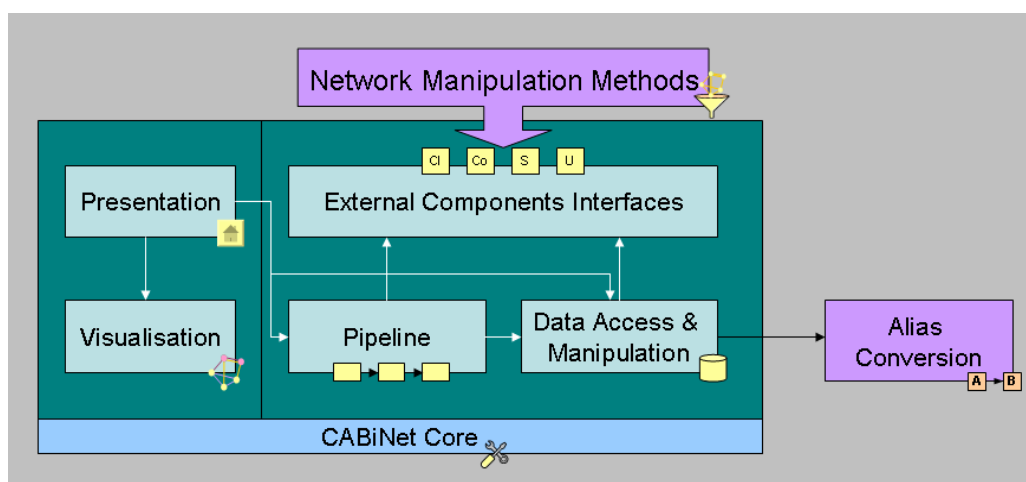 Network Manipulation Methods
Cl Co S U
Presentation
External Components Interfaces
Visualisation
Pipeline
Data Access &
Manipulation
Alias
Conversion
A B
CABiNet Core